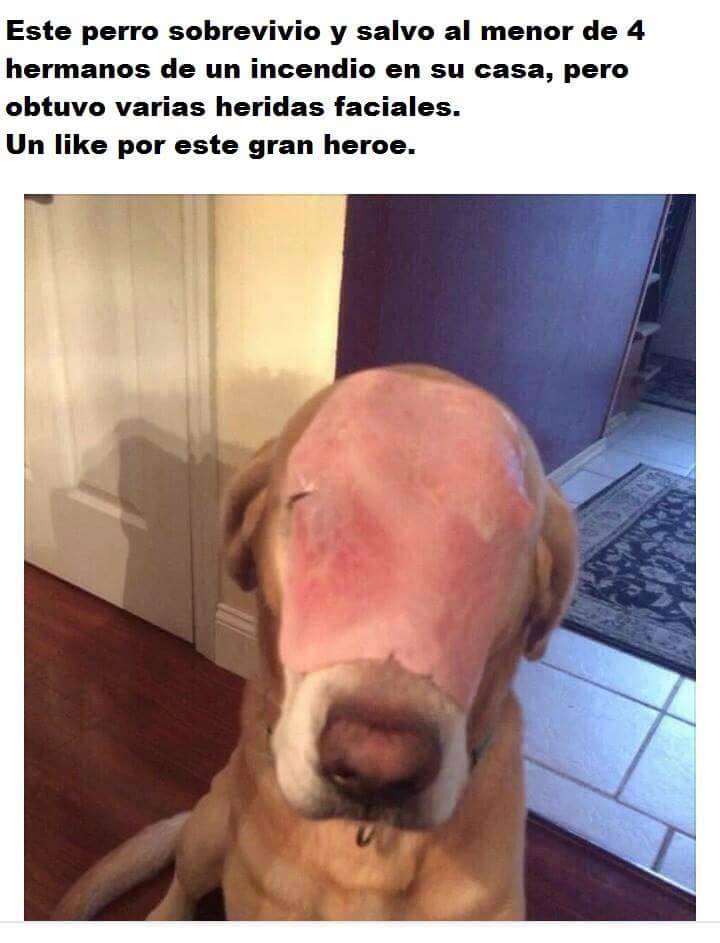 Este perro sobrevivio y salvo al menor de 4
hermanos de un incendio en su casa, pero
obtuvo varias heridas faciales.
Un like por este gran heroe.